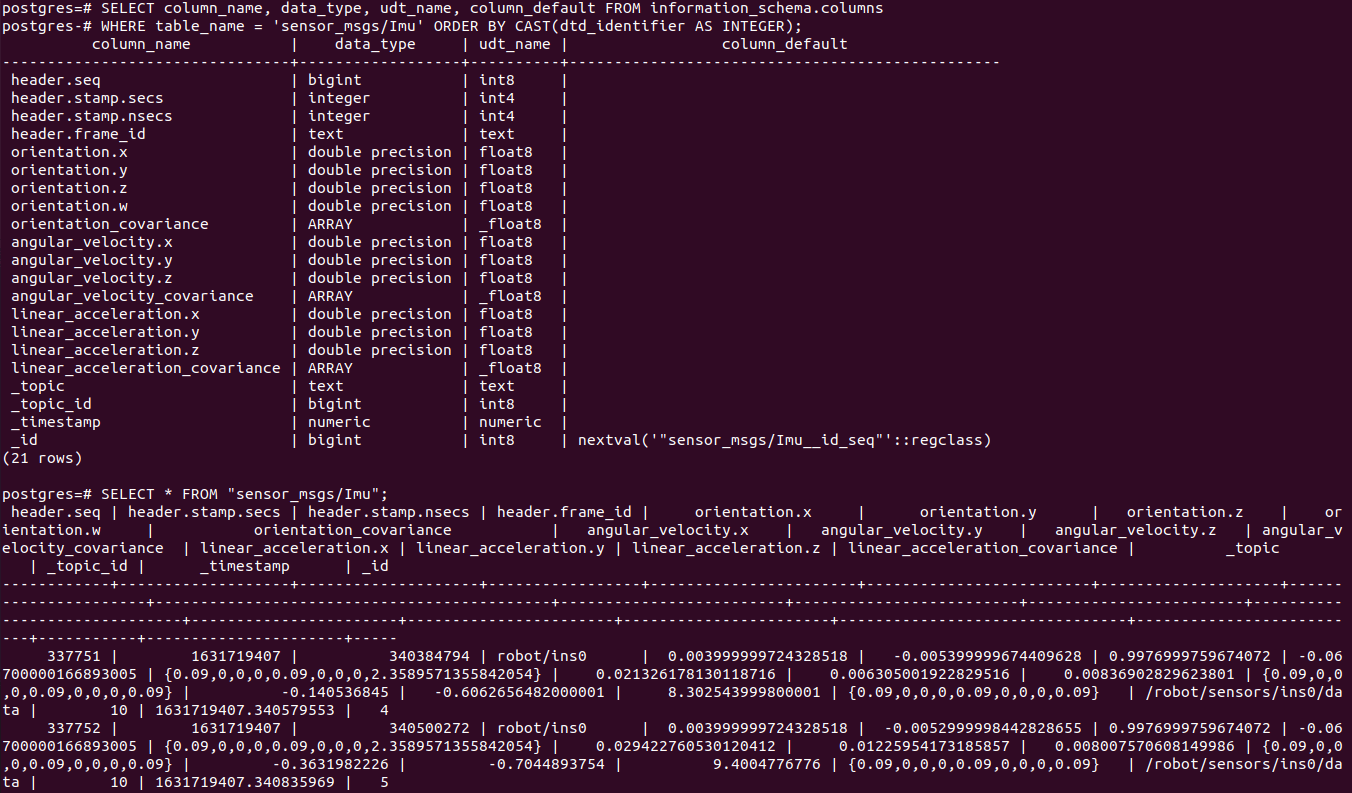 postgres=# SELECT column_name, data_type, udt_name, column_default FROM information_schema.columns
postgres-# WHERE table_name = 'sensor_msgs/Imu' ORDER BY CAST(dtd_identifier AS INTEGER);
         column_name           |    data_type     | udt_name |                 column_default
--------------------------------+------------------+----------+------------------------------------------------
 header.seq                     | bigint           | int8     |
 header.stamp.secs              | integer          | int4     |
 header.stamp.nsecs             | integer          | int4     |
 header.frame_id                | text             | text     |
 orientation.x                  | double precision | float8   |
 orientation.y                  | double precision | float8   |
 orientation.z                  | double precision | float8   |
 orientation.w                  | double precision | float8   |
 orientation_covariance         | ARRAY            | _float8  |
 angular_velocity.x             | double precision | float8   |
 angular_velocity.y             | double precision | float8   |
 angular_velocity.z             | double precision | float8   |
 angular_velocity_covariance    | ARRAY            | _float8  |
 linear_acceleration.x          | double precision | float8   |
 linear_acceleration.y          | double precision | float8   |
 linear_acceleration.z          | double precision | float8   |
 linear_acceleration_covariance | ARRAY            | _float8  |
 _topic                         | text             | text     |
 _topic_id                      | bigint           | int8     |
 _timestamp                     | numeric          | numeric  |
 _id                            | bigint           | int8     | nextval('"sensor_msgs/Imu__id_seq"'::regclass)
(21 rows)

postgres=# SELECT * FROM "sensor_msgs/Imu";
 header.seq | header.stamp.secs | header.stamp.nsecs | header.frame_id |     orientation.x     |      orientation.y      |  orientation.z   |    or
ientation.w     |           orientation_covariance           |   angular_velocity.x    |   angular_velocity.y    |   angular_velocity.z   | angular_v
elocity_covariance  | linear_acceleration.x | linear_acceleration.y | linear_acceleration.z | linear_acceleration_covariance |          _topic
   | _topic_id |      _timestamp      | _id
------------+-------------------+--------------------+-----------------+-----------------------+-------------------------+--------------------+------
----------------+--------------------------------------------+-------------------------+-------------------------+------------------------+----------
--------------------+-----------------------+-----------------------+-----------------------+--------------------------------+-----------------------
---+-----------+----------------------+-----
     337751 |        1631719407 |          340384794 | robot/ins0      |  0.003999999724328518 |   -0.005399999674409628 | 0.9976999759674072 | -0.06
700000166893005 | {0.09,0,0,0,0.09,0,0,0,2.3589571355842054} |    0.021326178130118716 |    0.006305001922829516 |    0.00836902829623801 | {0.09,0,0
,0,0.09,0,0,0,0.09} |          -0.140536845 |   -0.6062656482000001 |     8.302543999800001 | {0.09,0,0,0,0.09,0,0,0,0.09}   | /robot/sensors/ins0/da
ta |        10 | 1631719407.340579553 |   4
     337752 |        1631719407 |          340500272 | robot/ins0      |  0.003999999724328518 |  -0.0052999998442828655 | 0.9976999759674072 | -0.06
700000166893005 | {0.09,0,0,0,0.09,0,0,0,2.3589571355842054} |    0.029422760530120412 |     0.01225954173185857 |   0.008007570608149986 | {0.09,0,0
,0,0.09,0,0,0,0.09} |         -0.3631982226 |         -0.7044893754 |          9.4004776776 | {0.09,0,0,0,0.09,0,0,0,0.09}   | /robot/sensors/ins0/da
ta |        10 | 1631719407.340835969 |   5